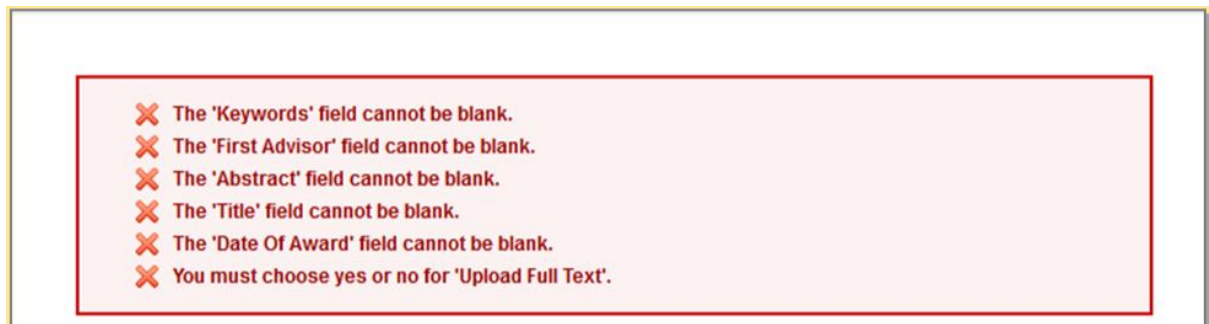 The 'Keywords' field cannot be blank.
The 'First Advisor' field cannot be blank.
The 'Abstract' field cannot be blank.
The 'Title' field cannot be blank.
The 'Date Of Award' field cannot be blank.
You must choose yes or no for 'Upload Full Text'.